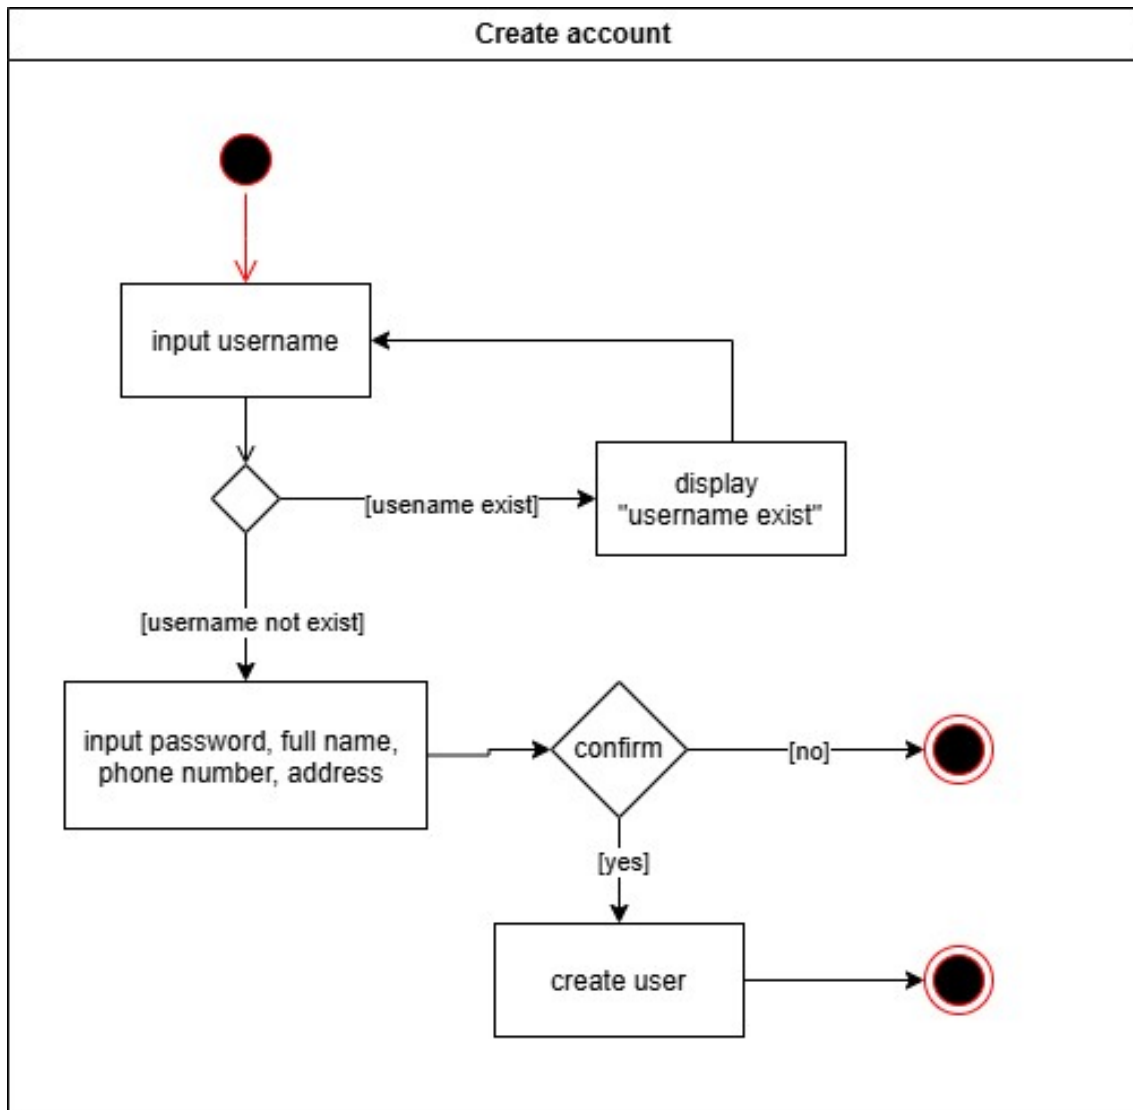 Create account
input username
[usename exist]
display
"username exist"
[username not exist]
input password, full name,
phone number, address
confirm
[no]
[yes]
create user